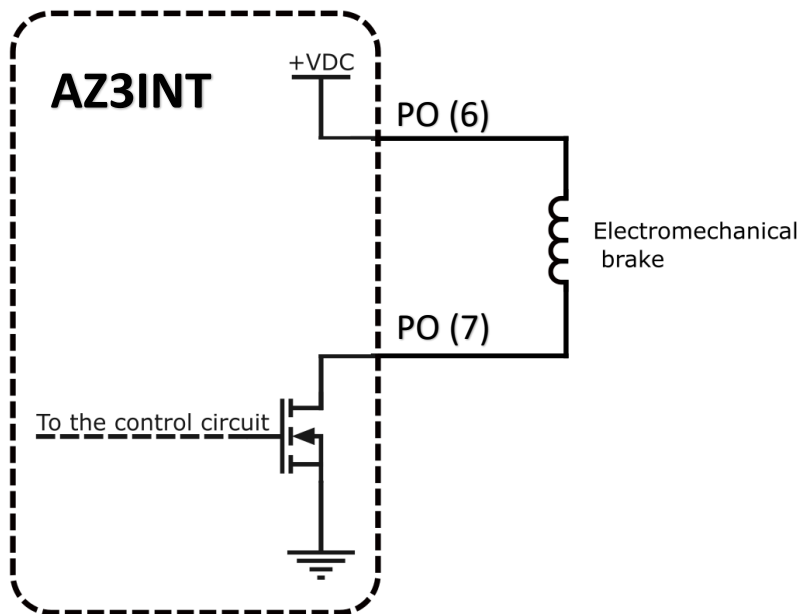 +VDC
AZ3INT
PO (6)
Electromechanical
brake
PO (7)
To the control circuit